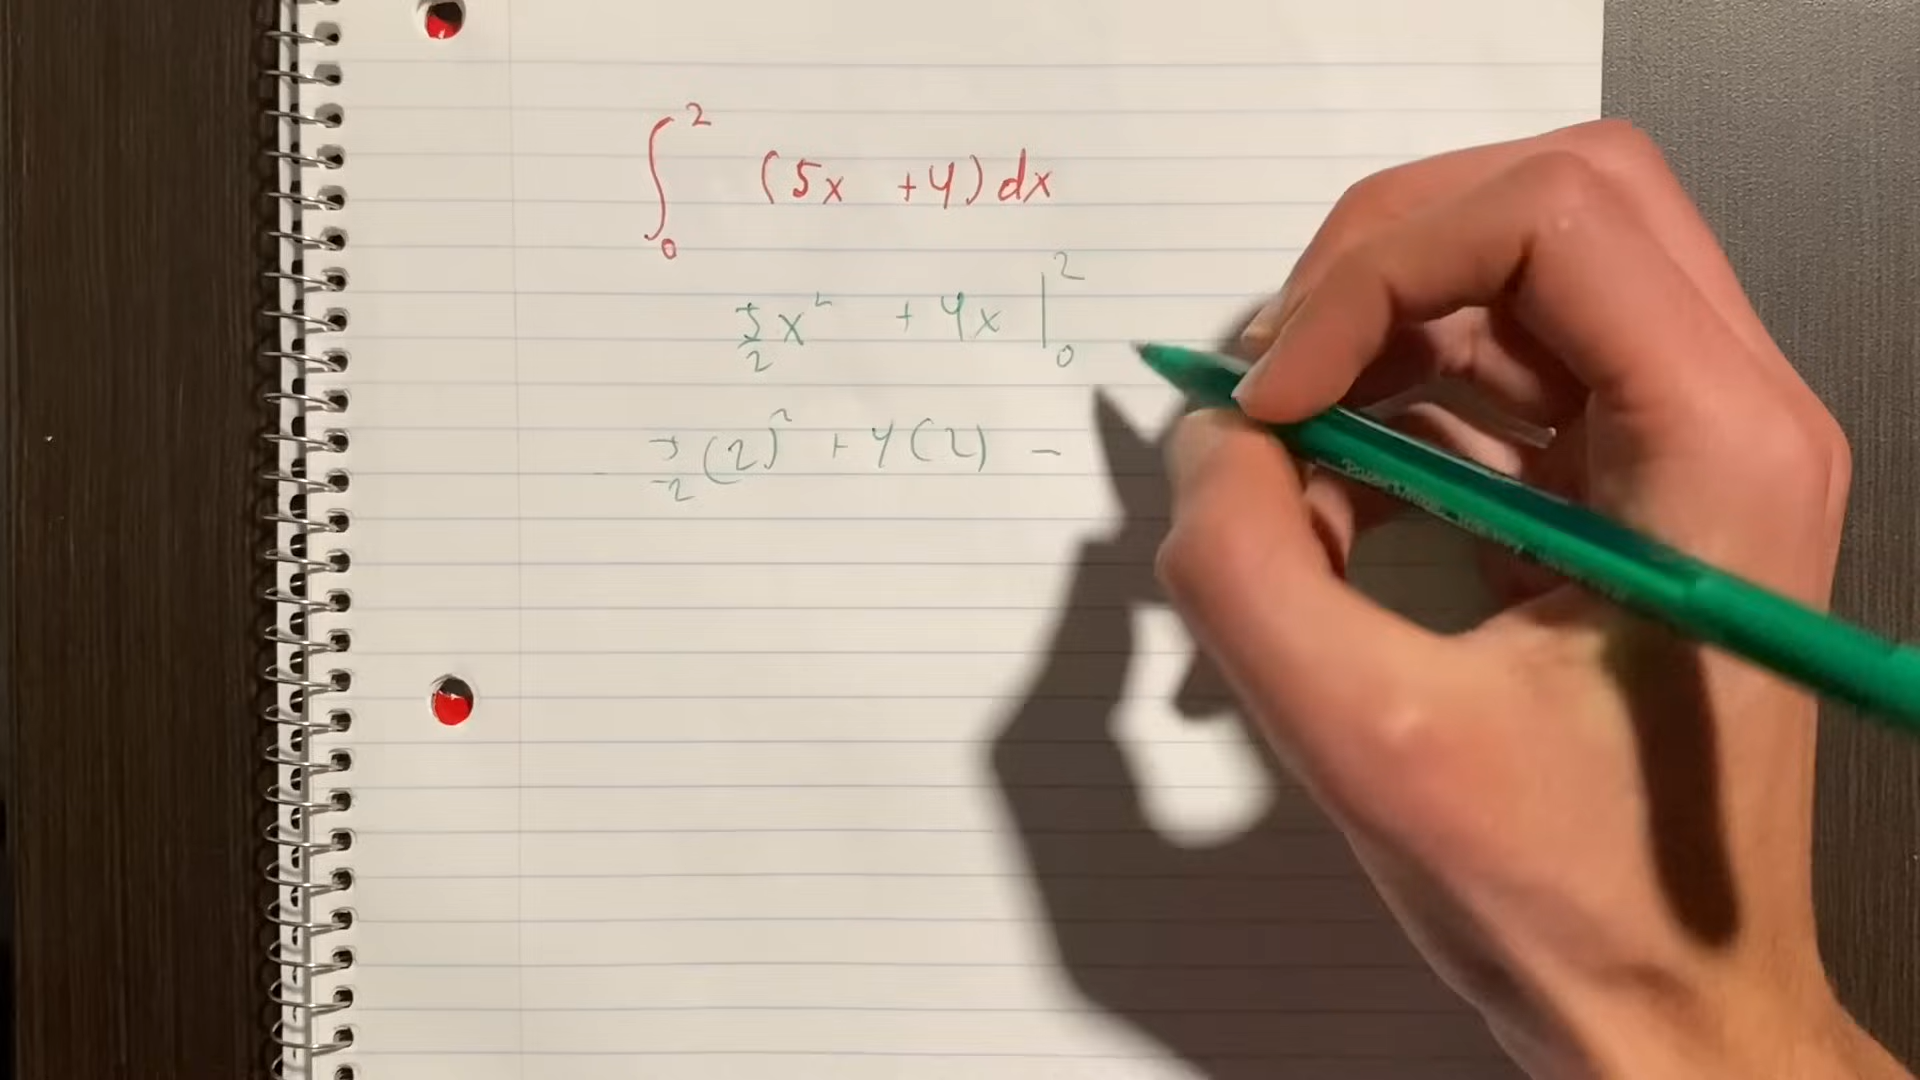 ∫₀² (5x +4)dx
5/2 x² + 4x |₀²
5/2 (2)² + 4(2) −